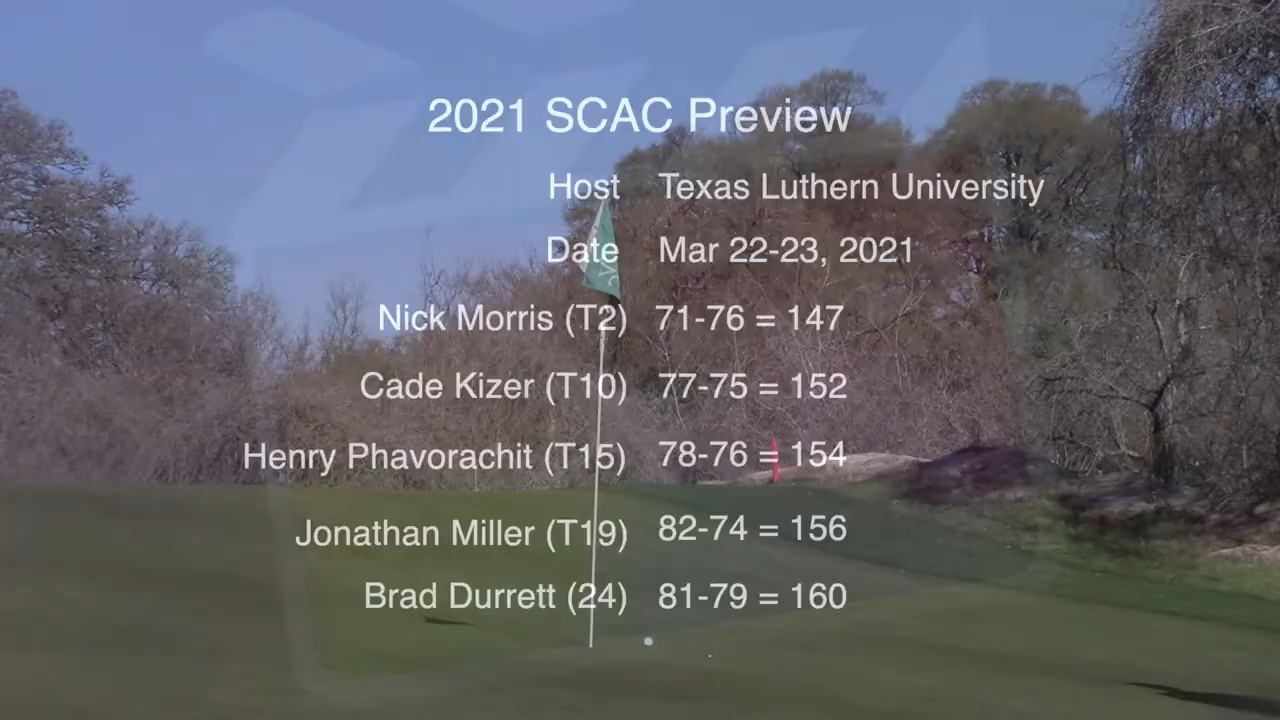 2021 SCAC Preview
Host Texas Luthern University
Date Mar 22-23, 2021
Nick Morris (T2) 71-76 = 147
Cade Kizer (T10) 77-75 = 152
Henry Phavorachit (T15) 78-76 = 154
Jonathan Miller (T19) 82-74 = 156
Brad Durrett (24) 81-79 = 160